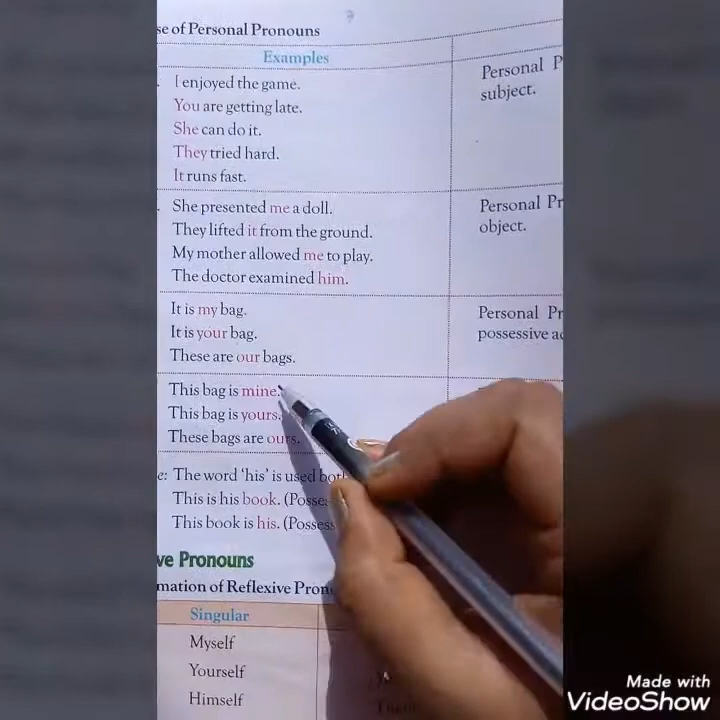 se of Personal Pronouns
Examples
I enjoyed the game.
You are getting late.
She can do it.
They tried hard.
It runs fast.
Personal P
subject.
She presented me a doll.
They lifted it from the ground.
My mother allowed me to play.
The doctor examined him.
Personal Pr
object.
It is my bag.
It is your bag.
These are our bags.
Personal Pr
possessive ad
This bag is mine.
This bag is yours.
These bags are ours.
e: The word 'his' is used both
This is his book. (Posse
This book is his. (Possess
ve Pronouns
mation of Reflexive Pron
Singular
Myself
Yourself
Himself
Made with
VideoShow